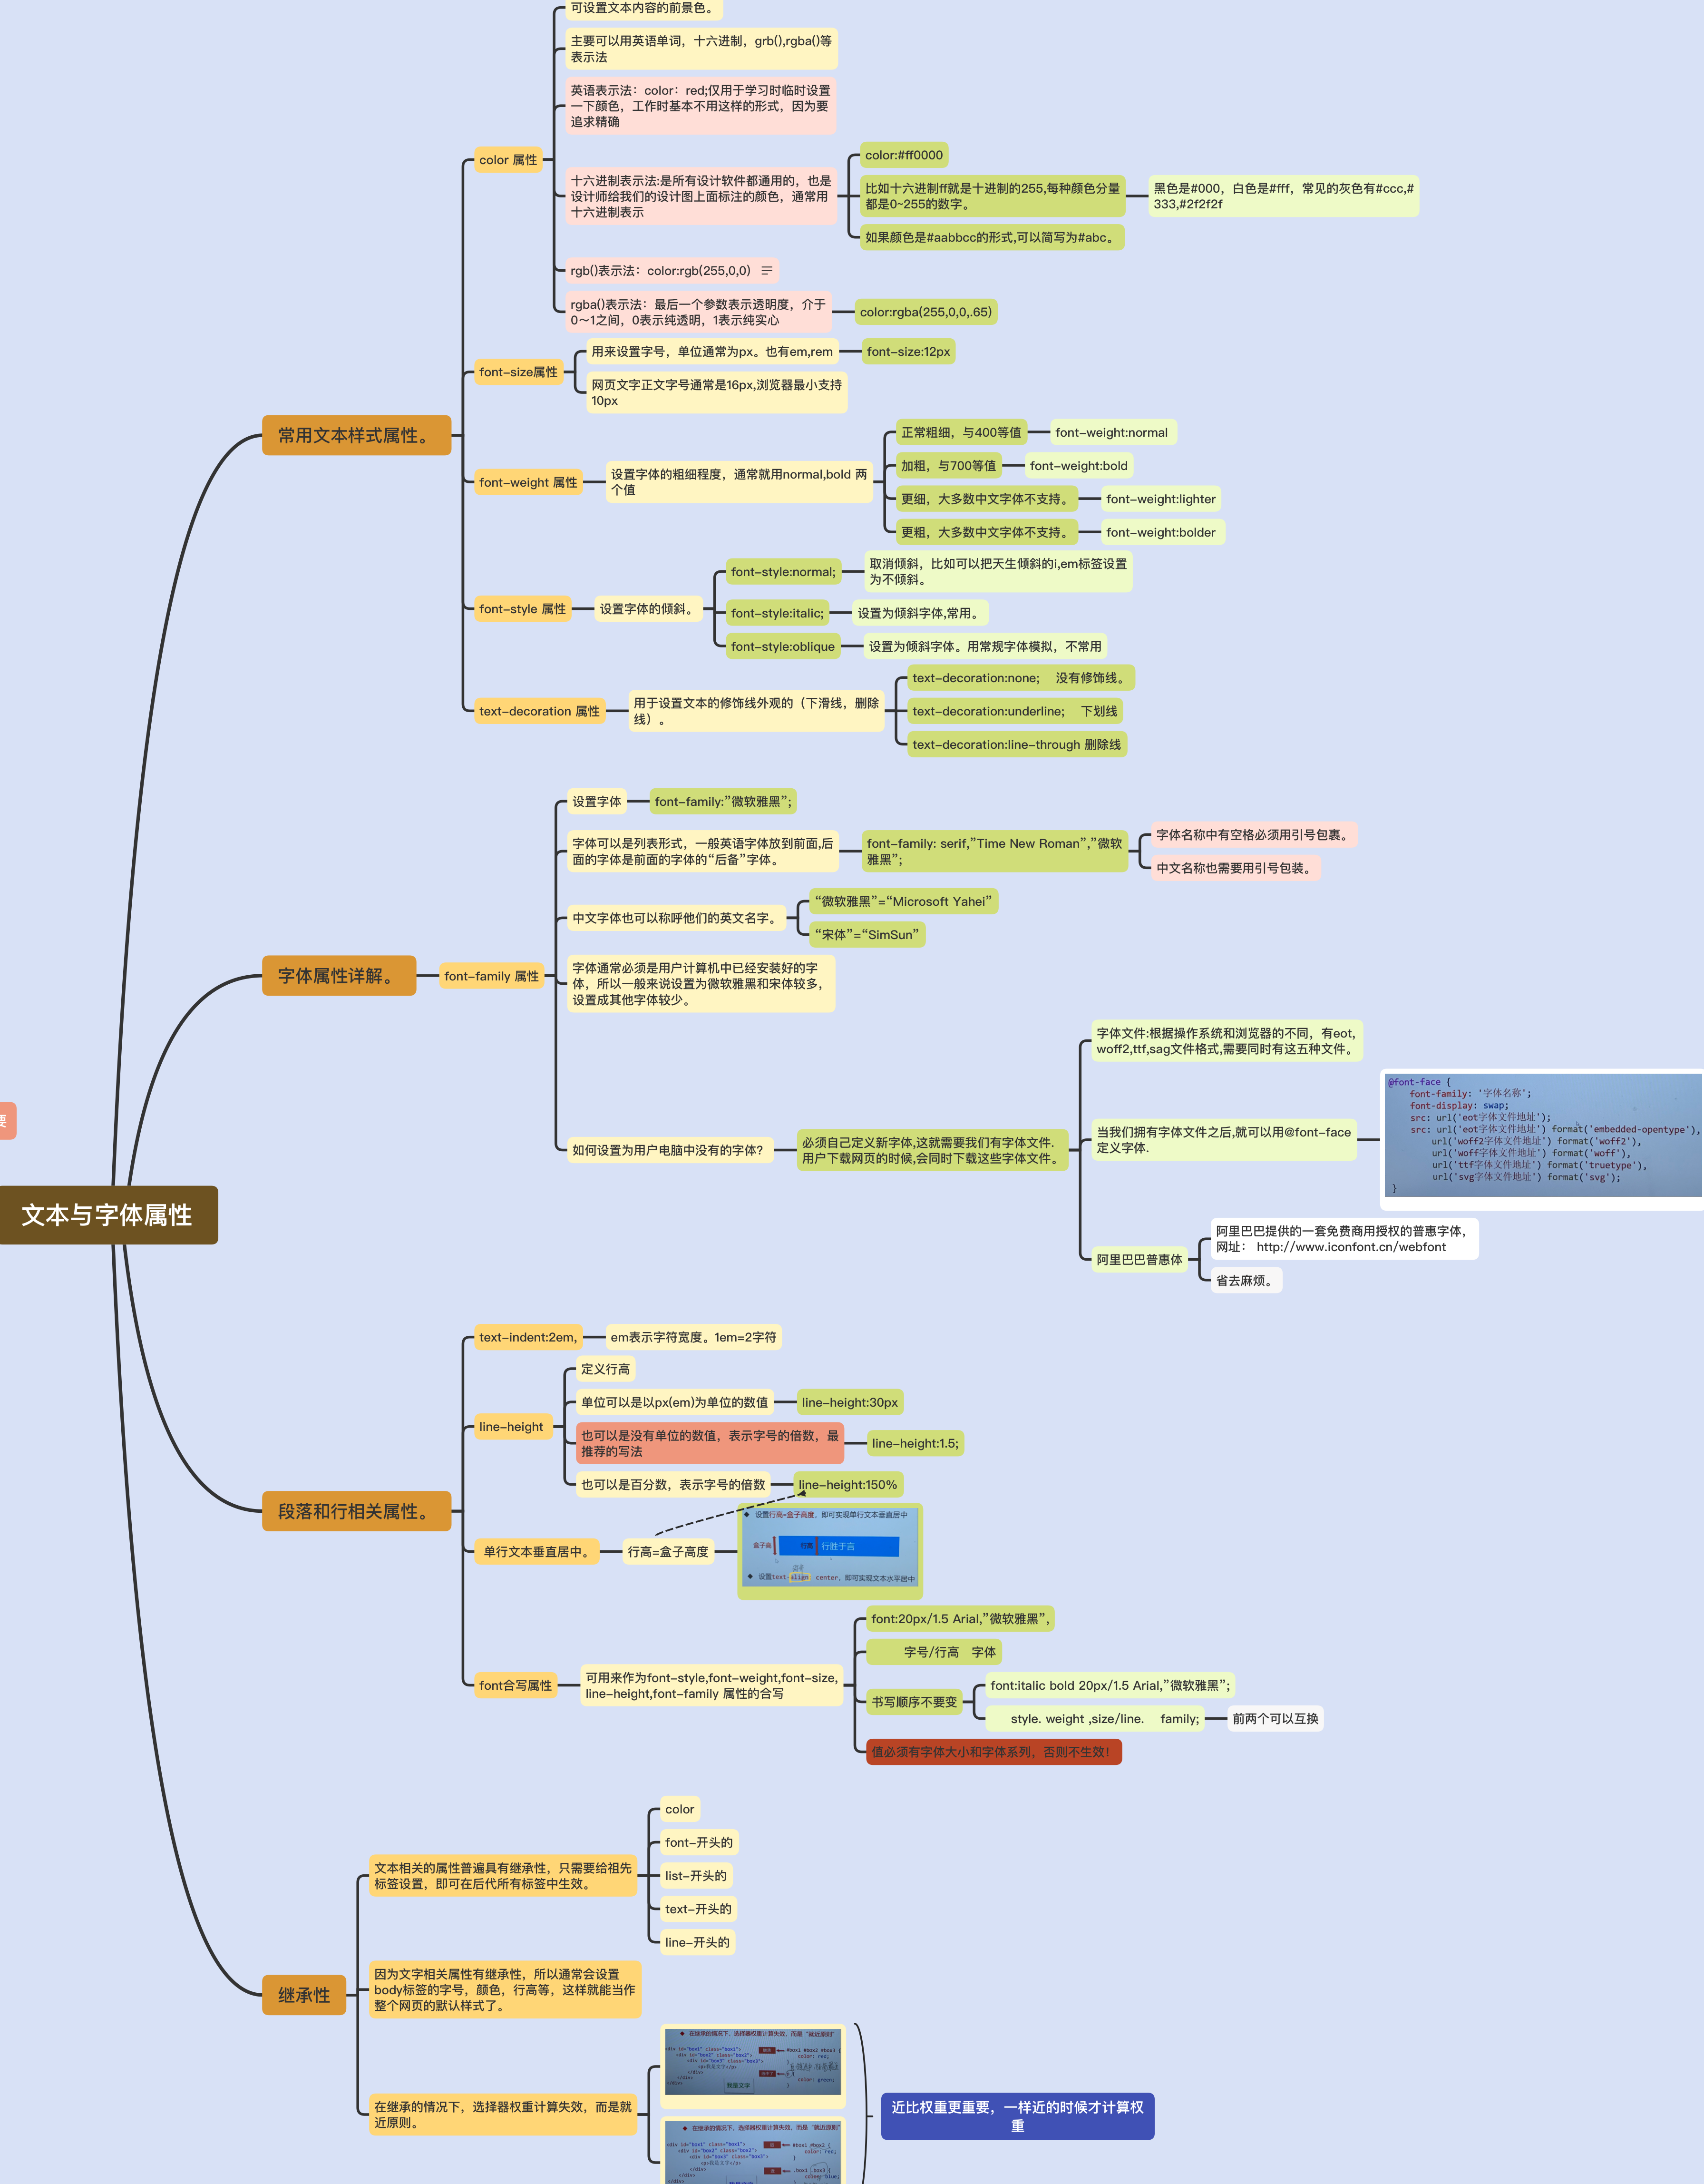 要
文本与字体属性
常用文本样式属性。
color 属性
可设置文本内容的前景色。
主要可以用英语单词，十六进制，grb(),rgba()等
表示法
英语表示法：color：red;仅用于学习时临时设置
一下颜色，工作时基本不用这样的形式，因为要
追求精确
十六进制表示法:是所有设计软件都通用的，也是
设计师给我们的设计图上面标注的颜色，通常用
十六进制表示
color:#ff0000
比如十六进制ff就是十进制的255,每种颜色分量
都是0~255的数字。
黑色是#000，白色是#fff，常见的灰色有#ccc,#
333,#2f2f2f
如果颜色是#aabbcc的形式,可以简写为#abc。
rgb()表示法：color:rgb(255,0,0)
rgba()表示法：最后一个参数表示透明度，介于
0～1之间，0表示纯透明，1表示纯实心
color:rgba(255,0,0,.65)
font-size属性
用来设置字号，单位通常为px。也有em,rem
font-size:12px
网页文字正文字号通常是16px,浏览器最小支持
10px
font-weight 属性
设置字体的粗细程度，通常就用normal,bold 两
个值
正常粗细，与400等值
font-weight:normal
加粗，与700等值
font-weight:bold
更细，大多数中文字体不支持。
font-weight:lighter
更粗，大多数中文字体不支持。
font-weight:bolder
font-style 属性
设置字体的倾斜。
font-style:normal;
取消倾斜，比如可以把天生倾斜的i,em标签设置
为不倾斜。
font-style:italic;
设置为倾斜字体,常用。
font-style:oblique
设置为倾斜字体。用常规字体模拟，不常用
text-decoration 属性
用于设置文本的修饰线外观的（下滑线，删除
线）。
text-decoration:none; 没有修饰线。
text-decoration:underline; 下划线
text-decoration:line-through 删除线
字体属性详解。
font-family 属性
设置字体
font-family:”微软雅黑”;
字体可以是列表形式，一般英语字体放到前面,后
面的字体是前面的字体的“后备”字体。
font-family: serif,”Time New Roman”,”微软
雅黑”;
字体名称中有空格必须用引号包裹。
中文名称也需要用引号包装。
中文字体也可以称呼他们的英文名字。
“微软雅黑”=“Microsoft Yahei”
“宋体”=“SimSun”
字体通常必须是用户计算机中已经安装好的字
体，所以一般来说设置为微软雅黑和宋体较多，
设置成其他字体较少。
如何设置为用户电脑中没有的字体？
必须自己定义新字体,这就需要我们有字体文件.
用户下载网页的时候,会同时下载这些字体文件。
字体文件:根据操作系统和浏览器的不同，有eot,
woff2,ttf,sag文件格式,需要同时有这五种文件。
当我们拥有字体文件之后,就可以用@font-face
定义字体.
@font-face {
font-family: '字体名称';
font-display: swap;
src: url('eot字体文件地址');
src: url('eot字体文件地址') format('embedded-opentype'),
url('woff2字体文件地址') format('woff2'),
url('woff字体文件地址') format('woff'),
url('ttf字体文件地址') format('truetype'),
url('svg字体文件地址') format('svg');
}
阿里巴巴普惠体
阿里巴巴提供的一套免费商用授权的普惠字体，
网址： http://www.iconfont.cn/webfont
省去麻烦。
段落和行相关属性。
text-indent:2em,
em表示字符宽度。1em=2字符
line-height
定义行高
单位可以是以px(em)为单位的数值
line-height:30px
也可以是没有单位的数值，表示字号的倍数，最
推荐的写法
line-height:1.5;
也可以是百分数，表示字号的倍数
line-height:150%
单行文本垂直居中。
行高=盒子高度
设置行高=盒子高度，即可实现单行文本垂直居中
盒子高
行高
行胜于言
设置text-align: center，即可实现文本水平居中
font合写属性
可用来作为font-style,font-weight,font-size,
line-height,font-family 属性的合写
font:20px/1.5 Arial,”微软雅黑”,
字号/行高 字体
书写顺序不要变
font:italic bold 20px/1.5 Arial,”微软雅黑”;
style. weight ,size/line. family;
前两个可以互换
值必须有字体大小和字体系列，否则不生效！
继承性
文本相关的属性普遍具有继承性，只需要给祖先
标签设置，即可在后代所有标签中生效。
color
font-开头的
list-开头的
text-开头的
line-开头的
因为文字相关属性有继承性，所以通常会设置
body标签的字号，颜色，行高等，这样就能当作
整个网页的默认样式了。
在继承的情况下，选择器权重计算失效，而是就
近原则。
在继承的情况下，选择器权重计算失效，而是“就近原则”
<div id="box1" class="box1">
<div id="box2" class="box2">
<div id="box3" class="box3">
<p>我是文字</p>
</div>
</div>
</div>
#box1 #box2 #box3 {
color: red;
}
color: green;
}
我是文字
在继承的情况下，选择器权重计算失效，而是“就近原则”
<div id="box1" class="box1">
<div id="box2" class="box2">
<div id="box3" class="box3">
<p>我是文字</p>
</div>
</div>
</div>
#box1 #box2 {
color: red;
}
.box1 .box3 {
color: blue;
近比权重更重要，一样近的时候才计算权
重